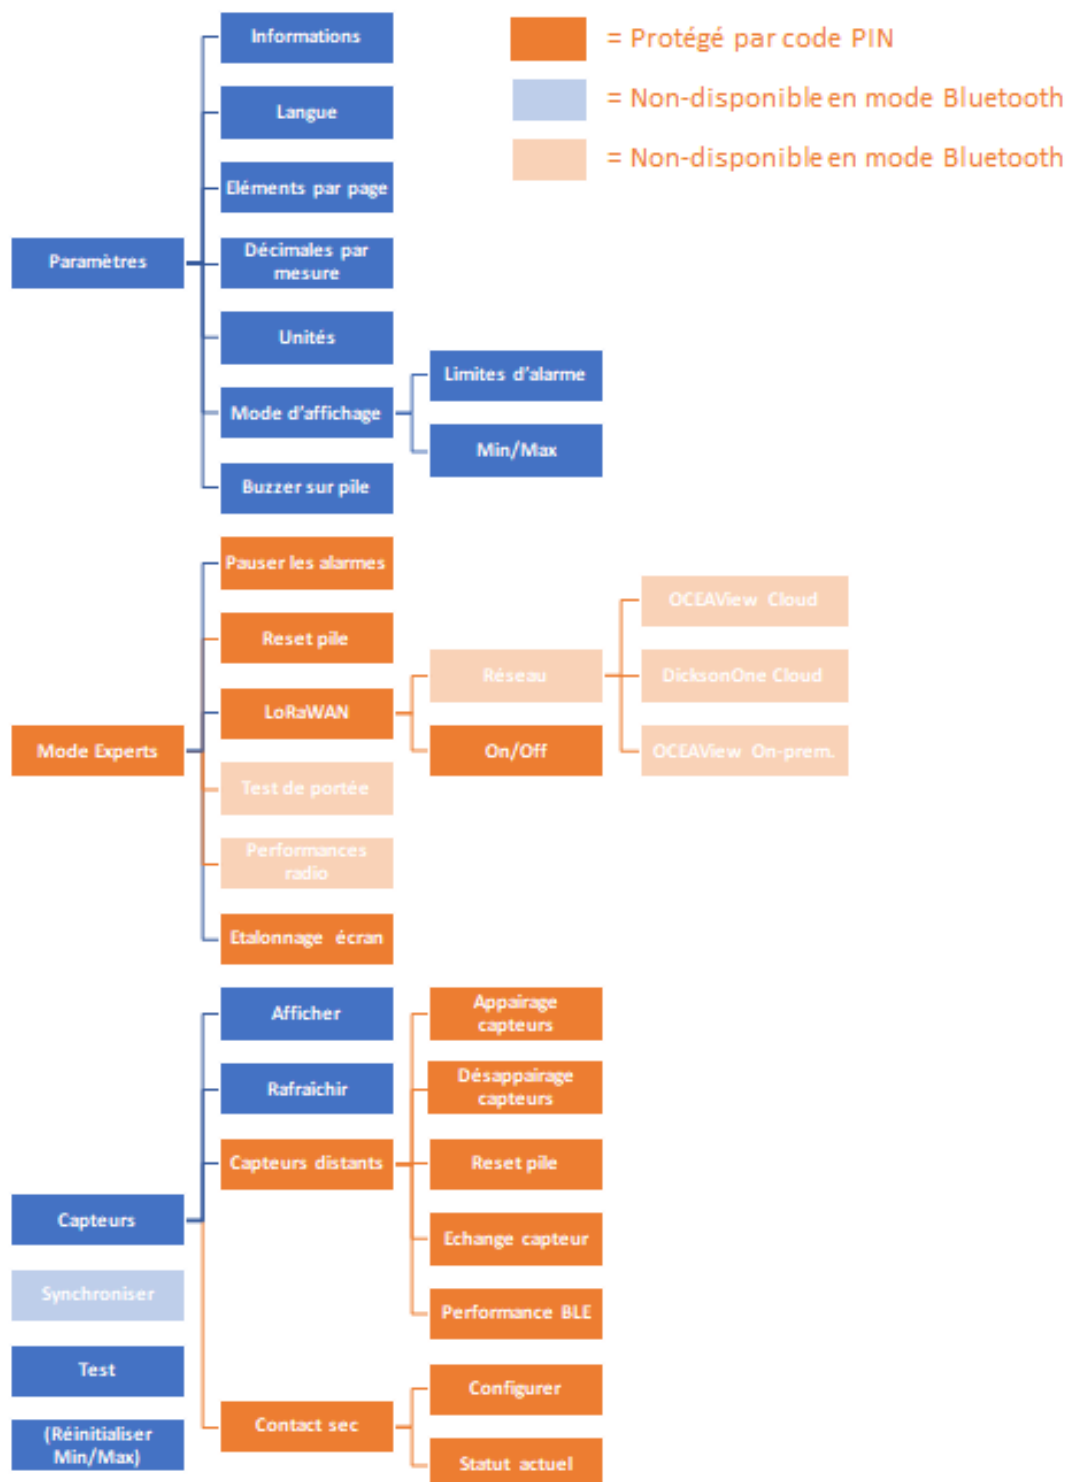 Informations
= Protégé par code PIN
Langue
= Non-disponible en mode Bluetooth
Eléments par page
= Non-disponible en mode Bluetooth
Paramètres
Décimales par
mesure
Unités
Limites d'alarme
Mode d'affichage
Min/Max
Buzzer sur pile
Pauser les alarmes
OCEAView Cloud
Reset pile
Réseau
DicksonOne Cloud
LoRaWAN
Mode Experts
On/Off
OCEAView On-prem.
Test de portée
Performances
radio
Etalonnage écran
Afficher
Appairage
capteurs
Rafraîchir
Désappairage
capteurs
Capteurs distants
Reset pile
Capteurs
Echange capteur
Synchroniser
Performance BLE
Test
Configurer
(Réinitialiser
Min/Max)
Contact sec
Statut actuel